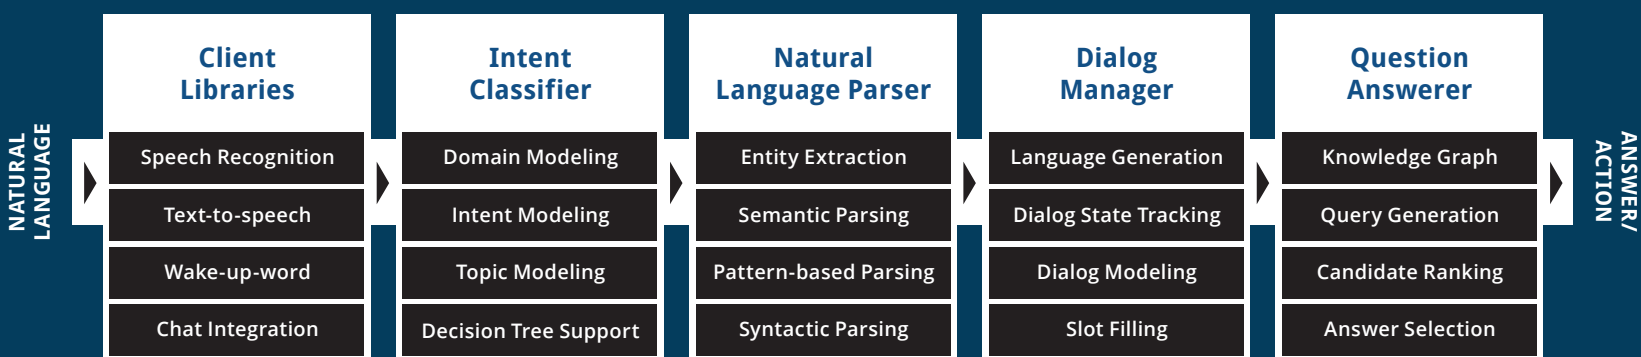 NATURAL
LANGUAGE
Client
Libraries
Speech Recognition
Text-to-speech
Wake-up-word
Chat Integration
Intent
Classifier
Domain Modeling
Intent Modeling
Topic Modeling
Decision Tree Support
Natural
Language Parser
Entity Extraction
Semantic Parsing
Pattern-based Parsing
Syntactic Parsing
Dialog
Manager
Language Generation
Dialog State Tracking
Dialog Modeling
Slot Filling
Question
Answerer
Knowledge Graph
Query Generation
Candidate Ranking
Answer Selection
ANSWER/
ACTION